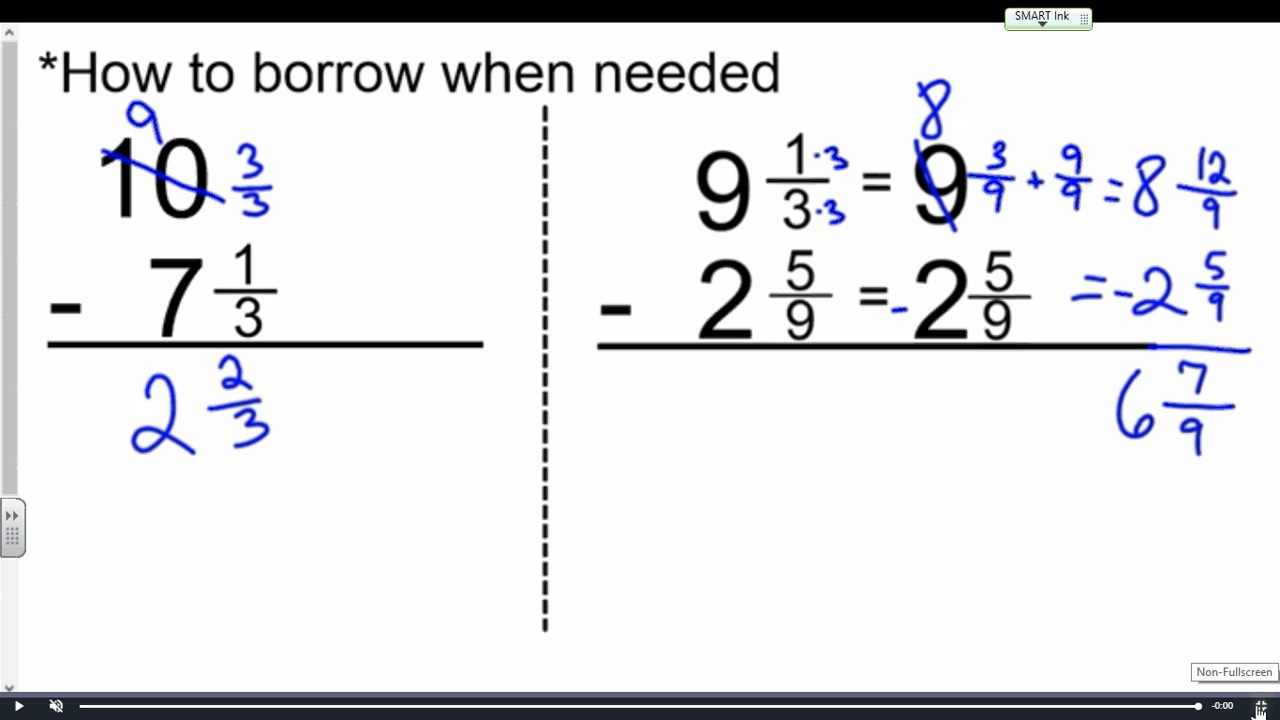 SMART Ink
*How to borrow when needed
9
10 3/3
- 7 1/3
2 2/3
8
9 1·3/3·3 = 9 3/9 + 9/9 = 8 12/9
- 2 5/9 = -2 5/9 = -2 5/9
6 7/9
Non-Fullscreen
-0:00